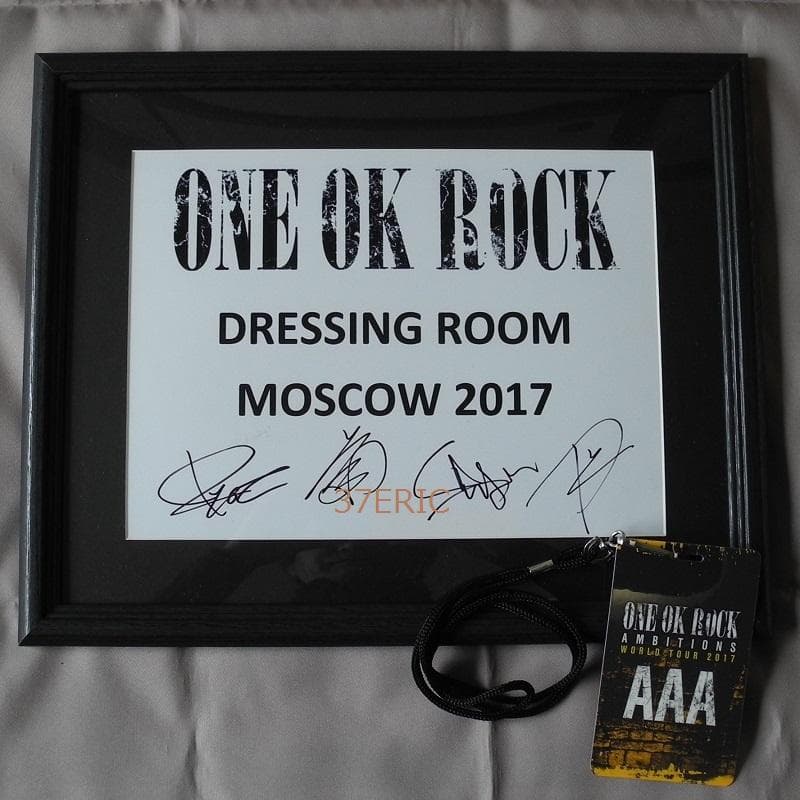 ONE OK ROCK
DRESSING ROOM
MOSCOW 2017
37ERIC
ONE OK ROCK
AMBITIONS
WORLD TOUR 2017
AAA